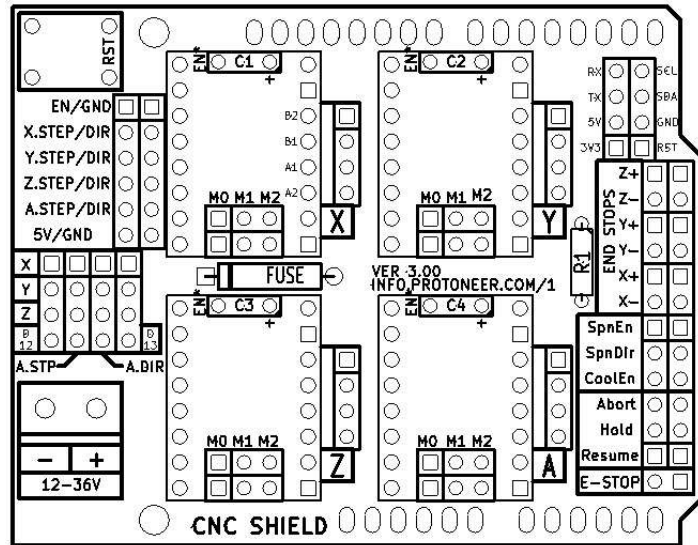 RST
EN/GND
X.STEP/DIR
Y.STEP/DIR
Z.STEP/DIR
A.STEP/DIR
5V/GND
X
Y
Z
B
12
D
13
A.STP
A.DIR
- +
12-36V
EN*
C1
+
B2
B1
A1
A2
M0 M1 M2
X
EN*
C2
+
M0 M1 M2
Y
FUSE
VER 3.00
INFO,PROTONEER.COM/1
R1
EN*
C3
+
M0 M1 M2
Z
EN*
C4
+
M0 M1 M2
A
RX SCL
TX SDA
5V GND
3V3 RST
END STOPS
Z+
Z-
Y+
Y-
X+
X-
SpnEn
SpnDir
CoolEn
Abort
Hold
Resume
E-STOP
CNC SHIELD